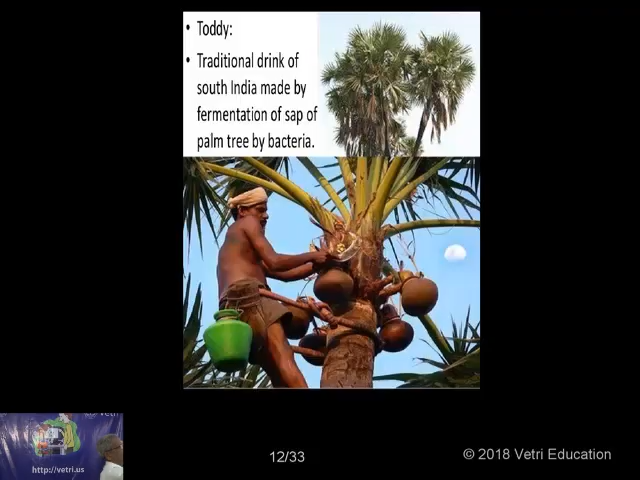 • Toddy:
• Traditional drink of
south India made by
fermentation of sap of
palm tree by bacteria.
http://vetri.us
12/33
© 2018 Vetri Education